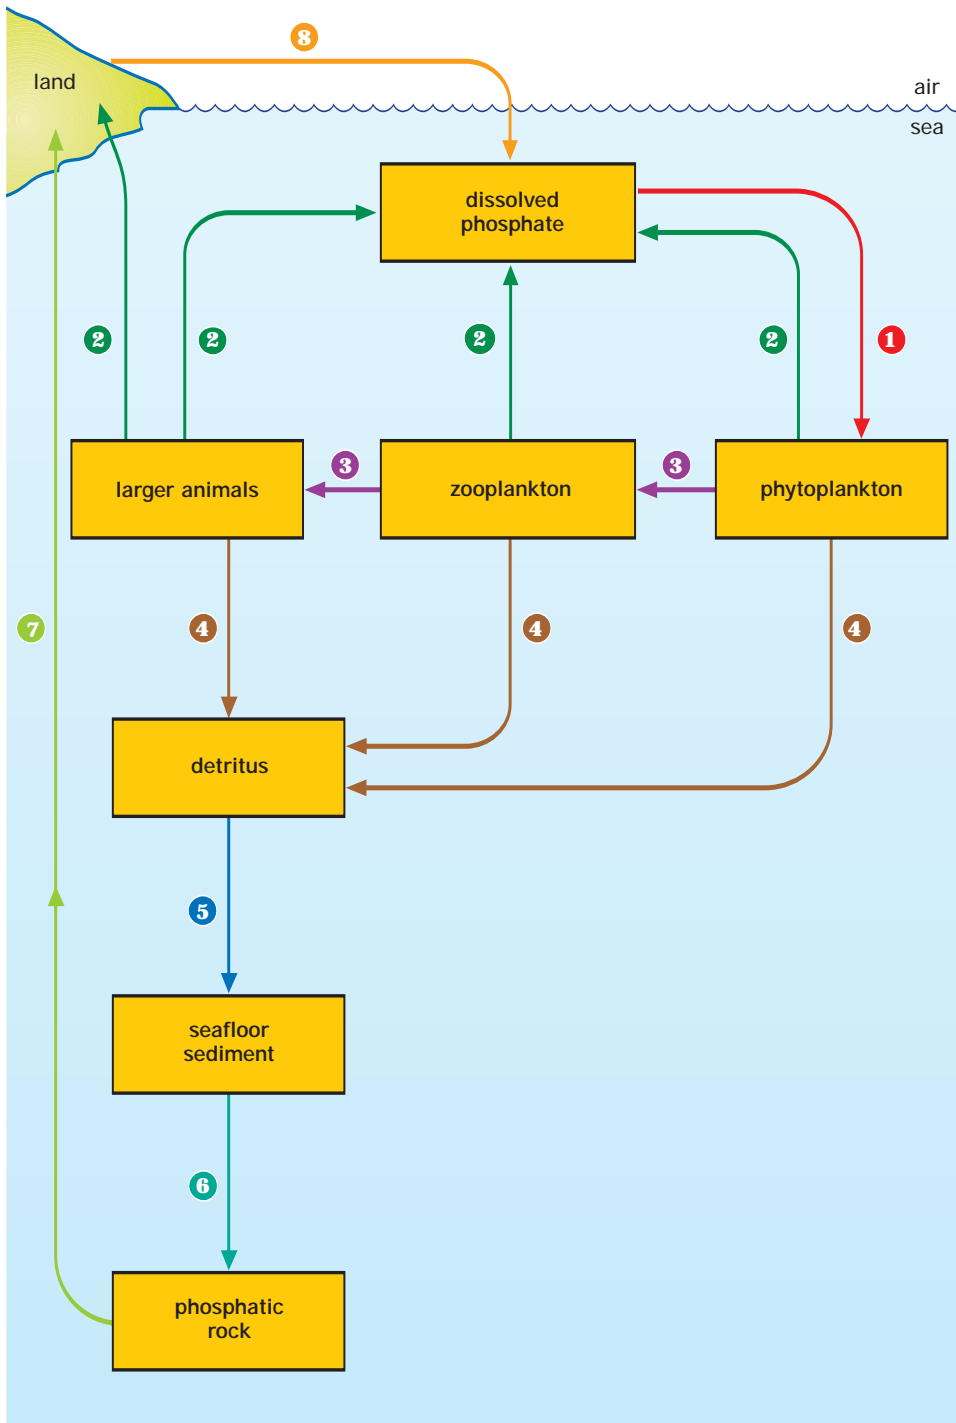 8
land
air
sea
dissolved
phosphate
2
2
2
2
1
larger animals
3
zooplankton
3
phytoplankton
7
4
4
4
detritus
5
seafloor
sediment
6
phosphatic
rock